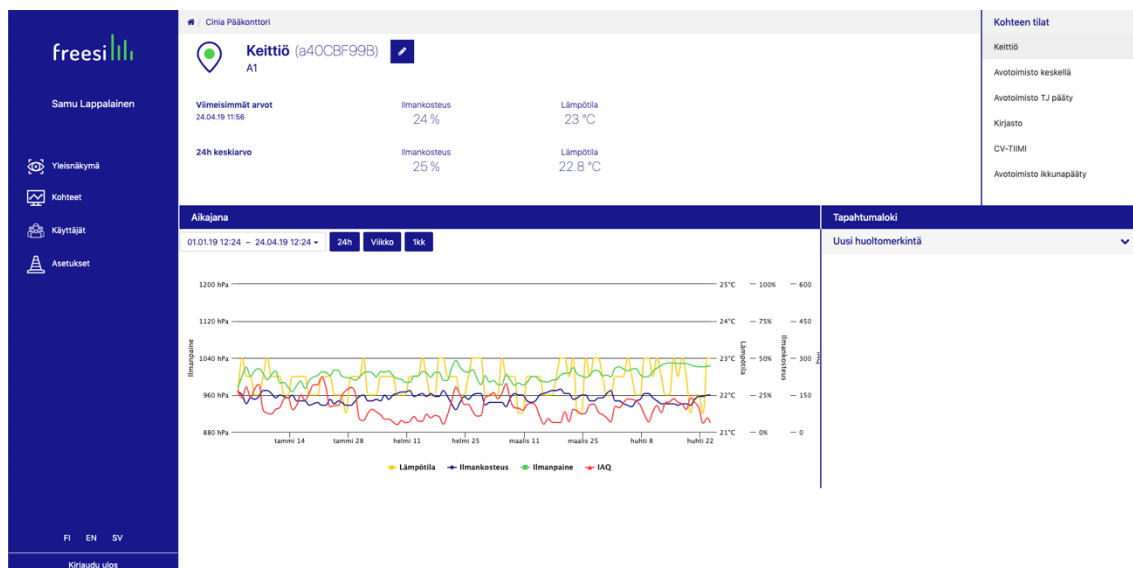 freesi
Samu Lappalainen
Yleisnäkymä
Kohteet
Käyttäjät
Asetukset
FI EN SV
Kirjaudu ulos
/ Cinia Pääkonttori
Keittiö (a40CBF99B)
A1
Viimeisimmät arvot
24.04.19 11:56
Ilmankosteus
24 %
Lämpötila
23 °C
24h keskiarvo
Ilmankosteus
25 %
Lämpötila
22.8 °C
Kohteen tilat
Keittiö
Avotoimisto keskellä
Avotoimisto TJ pääty
Kirjasto
CV-TIIMI
Avotoimisto ikkunapääty
Aikajana
01.01.19 12:24 – 24.04.19 12:24
24h
Viikko
1kk
1200 hPa
1120 hPa
1040 hPa
960 hPa
880 hPa
Ilmanpaine
25°C
24°C
23°C
22°C
21°C
Lämpötila
100%
75%
50%
25%
0%
Ilmankosteus
600
450
300
150
0
tammi 14
tammi 28
helmi 11
helmi 25
maalis 11
maalis 25
huhti 8
huhti 22
Lämpötila Ilmankosteus Ilmanpaine IAQ
Tapahtumaloki
Uusi huoltomerkintä